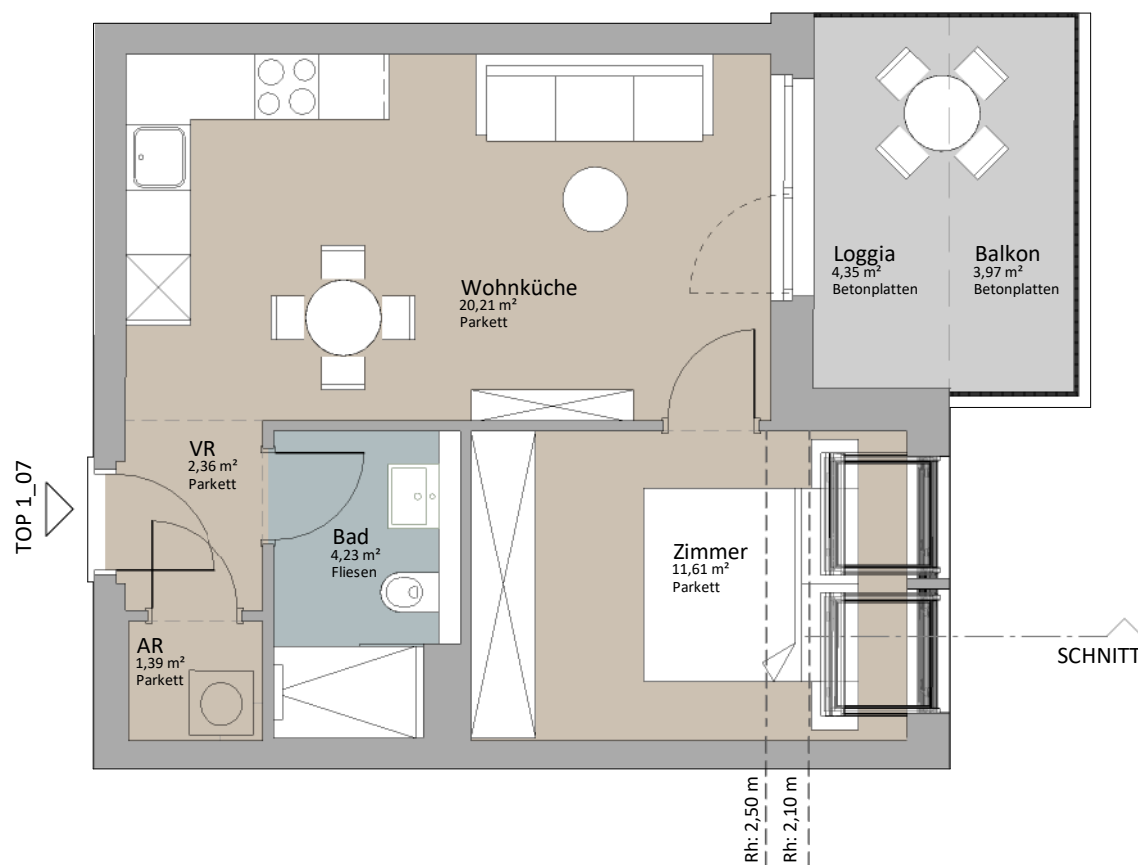 Loggia
4,35 m²
Betonplatten
Balkon
3,97 m²
Betonplatten
Wohnküche
20,21 m²
Parkett
VR
2,36 m²
Parkett
TOP 1_07
Bad
4,23 m²
Fliesen
Zimmer
11,61 m²
Parkett
AR
1,39 m²
Parkett
SCHNITT
Rh: 2,50 m
Rh: 2,10 m